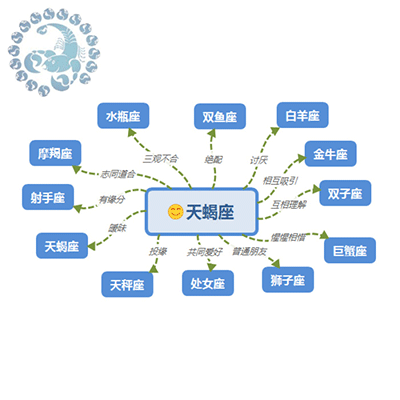 水瓶座
双鱼座
白羊座
摩羯座
三观不合
绝配
讨厌
金牛座
志同道合
相互吸引
射手座
有缘分
天蝎座
互相理解
双子座
天蝎座
暧昧
惺惺相惜
巨蟹座
投缘
共同爱好
普通朋友
天秤座
处女座
狮子座